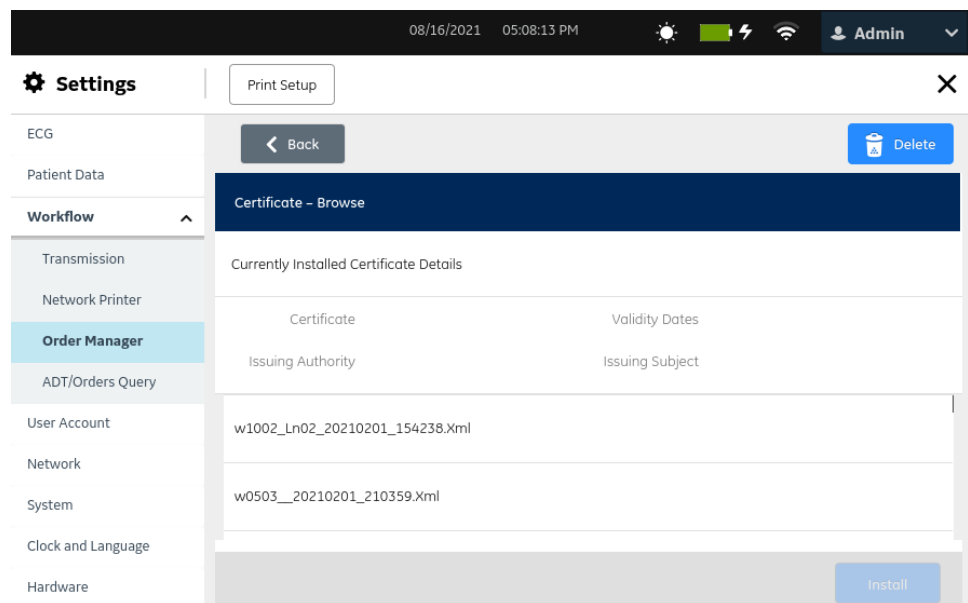 08/16/2021 05:08:13 PM Admin
Settings
Print Setup
ECG
Patient Data
Workflow
Transmission
Network Printer
Order Manager
ADT/Orders Query
User Account
Network
System
Clock and Language
Hardware
Back
Delete
Certificate – Browse
Currently Installed Certificate Details
Certificate Validity Dates
Issuing Authority Issuing Subject
w1002_Ln02_20210201_154238.Xml
w0503__20210201_210359.Xml
Install